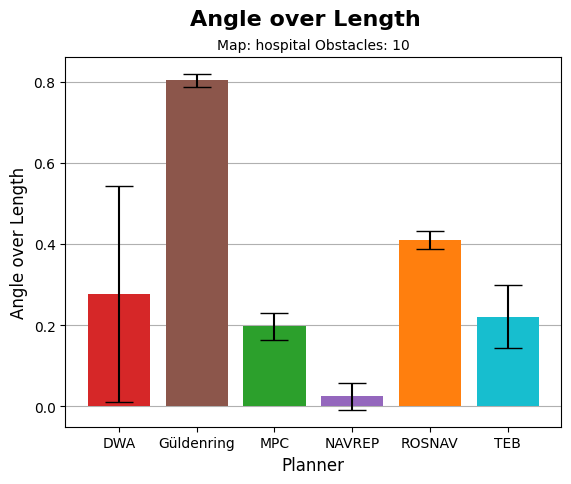 Angle over Length
Map: hospital Obstacles: 10
Angle over Length
0.8
0.6
0.4
0.2
0.0
DWA Güldenring MPC NAVREP ROSNAV TEB
Planner